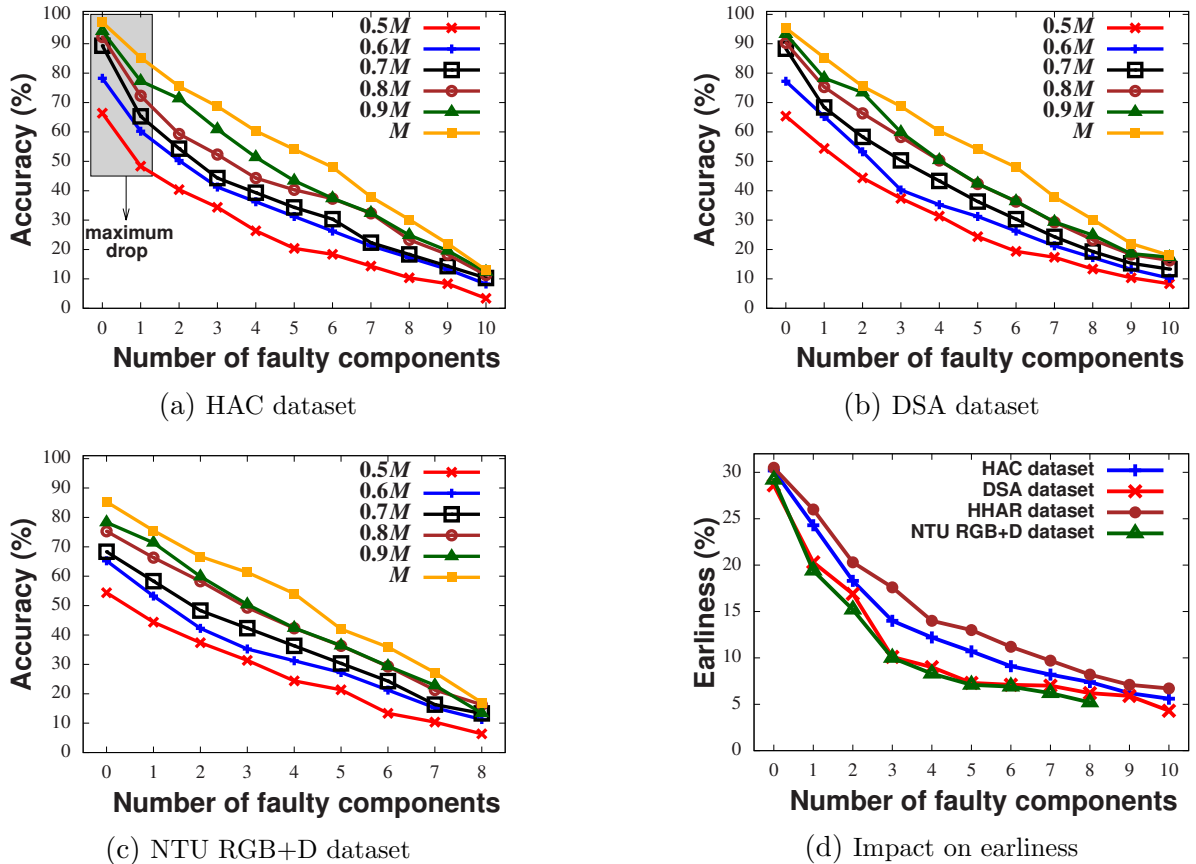 100
90
80
70
60
50
40
30
20
10
0
Accuracy (%)
0.5M
0.6M
0.7M
0.8M
0.9M
M
maximum
drop
0 1 2 3 4 5 6 7 8 9 10
Number of faulty components
(a) HAC dataset
100
90
80
70
60
50
40
30
20
10
0
Accuracy (%)
0.5M
0.6M
0.7M
0.8M
0.9M
M
0 1 2 3 4 5 6 7 8 9 10
Number of faulty components
(b) DSA dataset
100
90
80
70
60
50
40
30
20
10
0
Accuracy (%)
0.5M
0.6M
0.7M
0.8M
0.9M
M
0 1 2 3 4 5 6 7 8
Number of faulty components
(c) NTU RGB+D dataset
30
25
20
15
10
5
0
Earliness (%)
HAC dataset
DSA dataset
HHAR dataset
NTU RGB+D dataset
0 1 2 3 4 5 6 7 8 9 10
Number of faulty components
(d) Impact on earliness